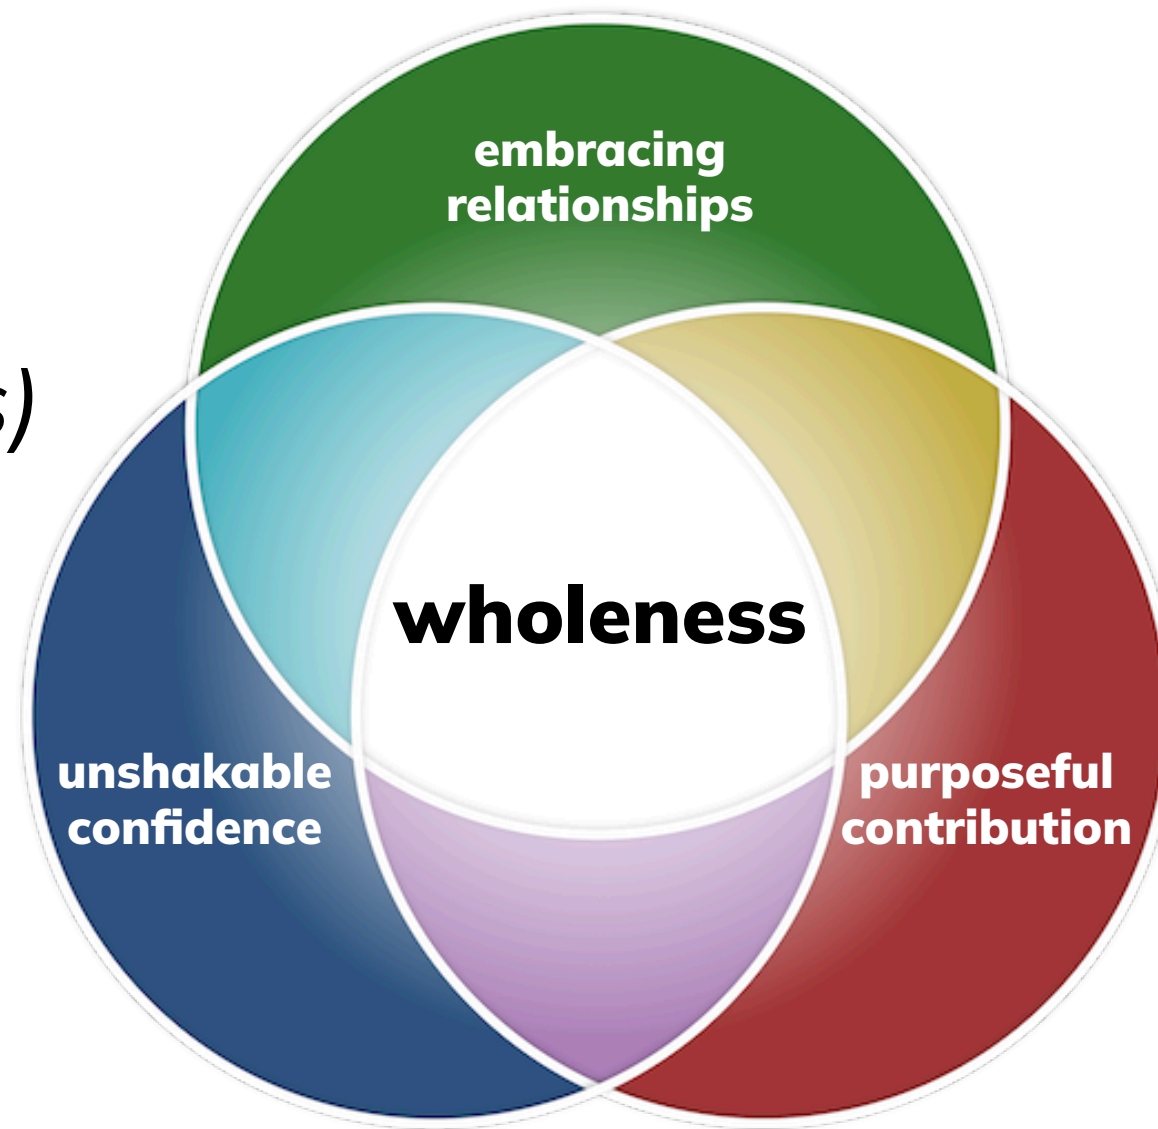 embracing
relationships
s)
wholeness
unshakable
confidence
purposeful
contribution